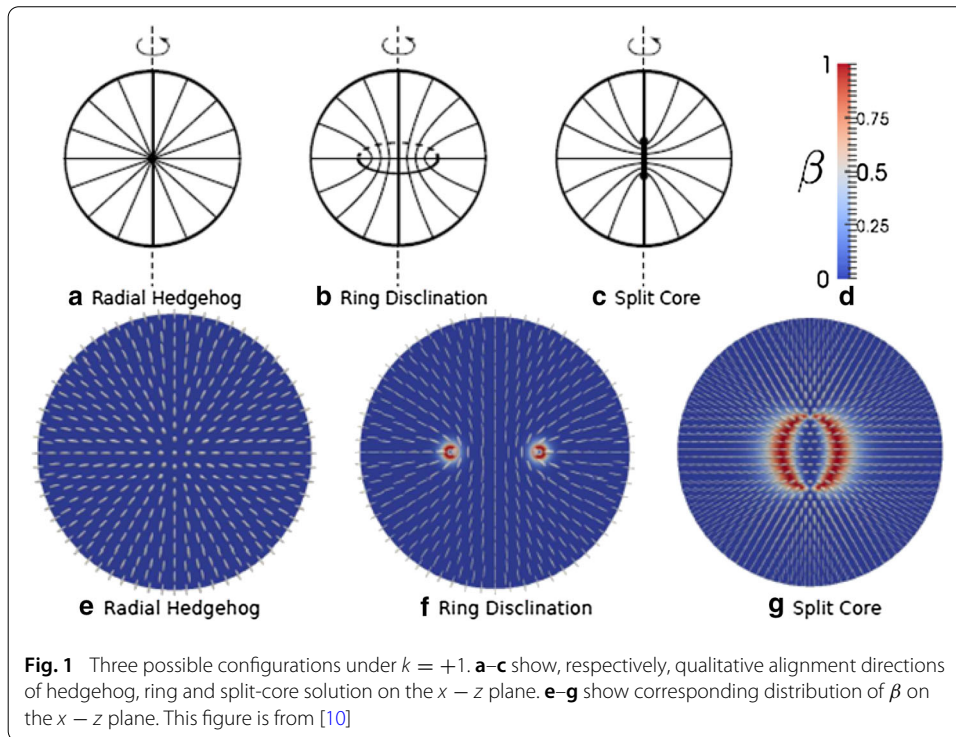 1
0.75
β
0.5
0.25
0
a Radial Hedgehog
b Ring Disclination
c Split Core
d
e Radial Hedgehog
f Ring Disclination
g Split Core
Fig. 1 Three possible configurations under k = +1. a–c show, respectively, qualitative alignment directions
of hedgehog, ring and split-core solution on the x − z plane. e–g show corresponding distribution of β on
the x − z plane. This figure is from [10]